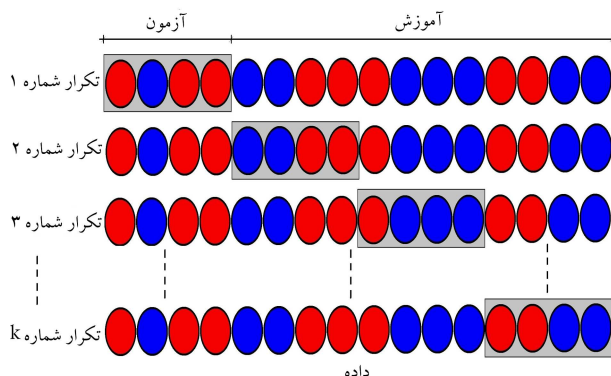 آموزش
آزمون
تکرار شماره ۱
تکرار شماره ۲
تکرار شماره ۳
تکرار شماره k
داده